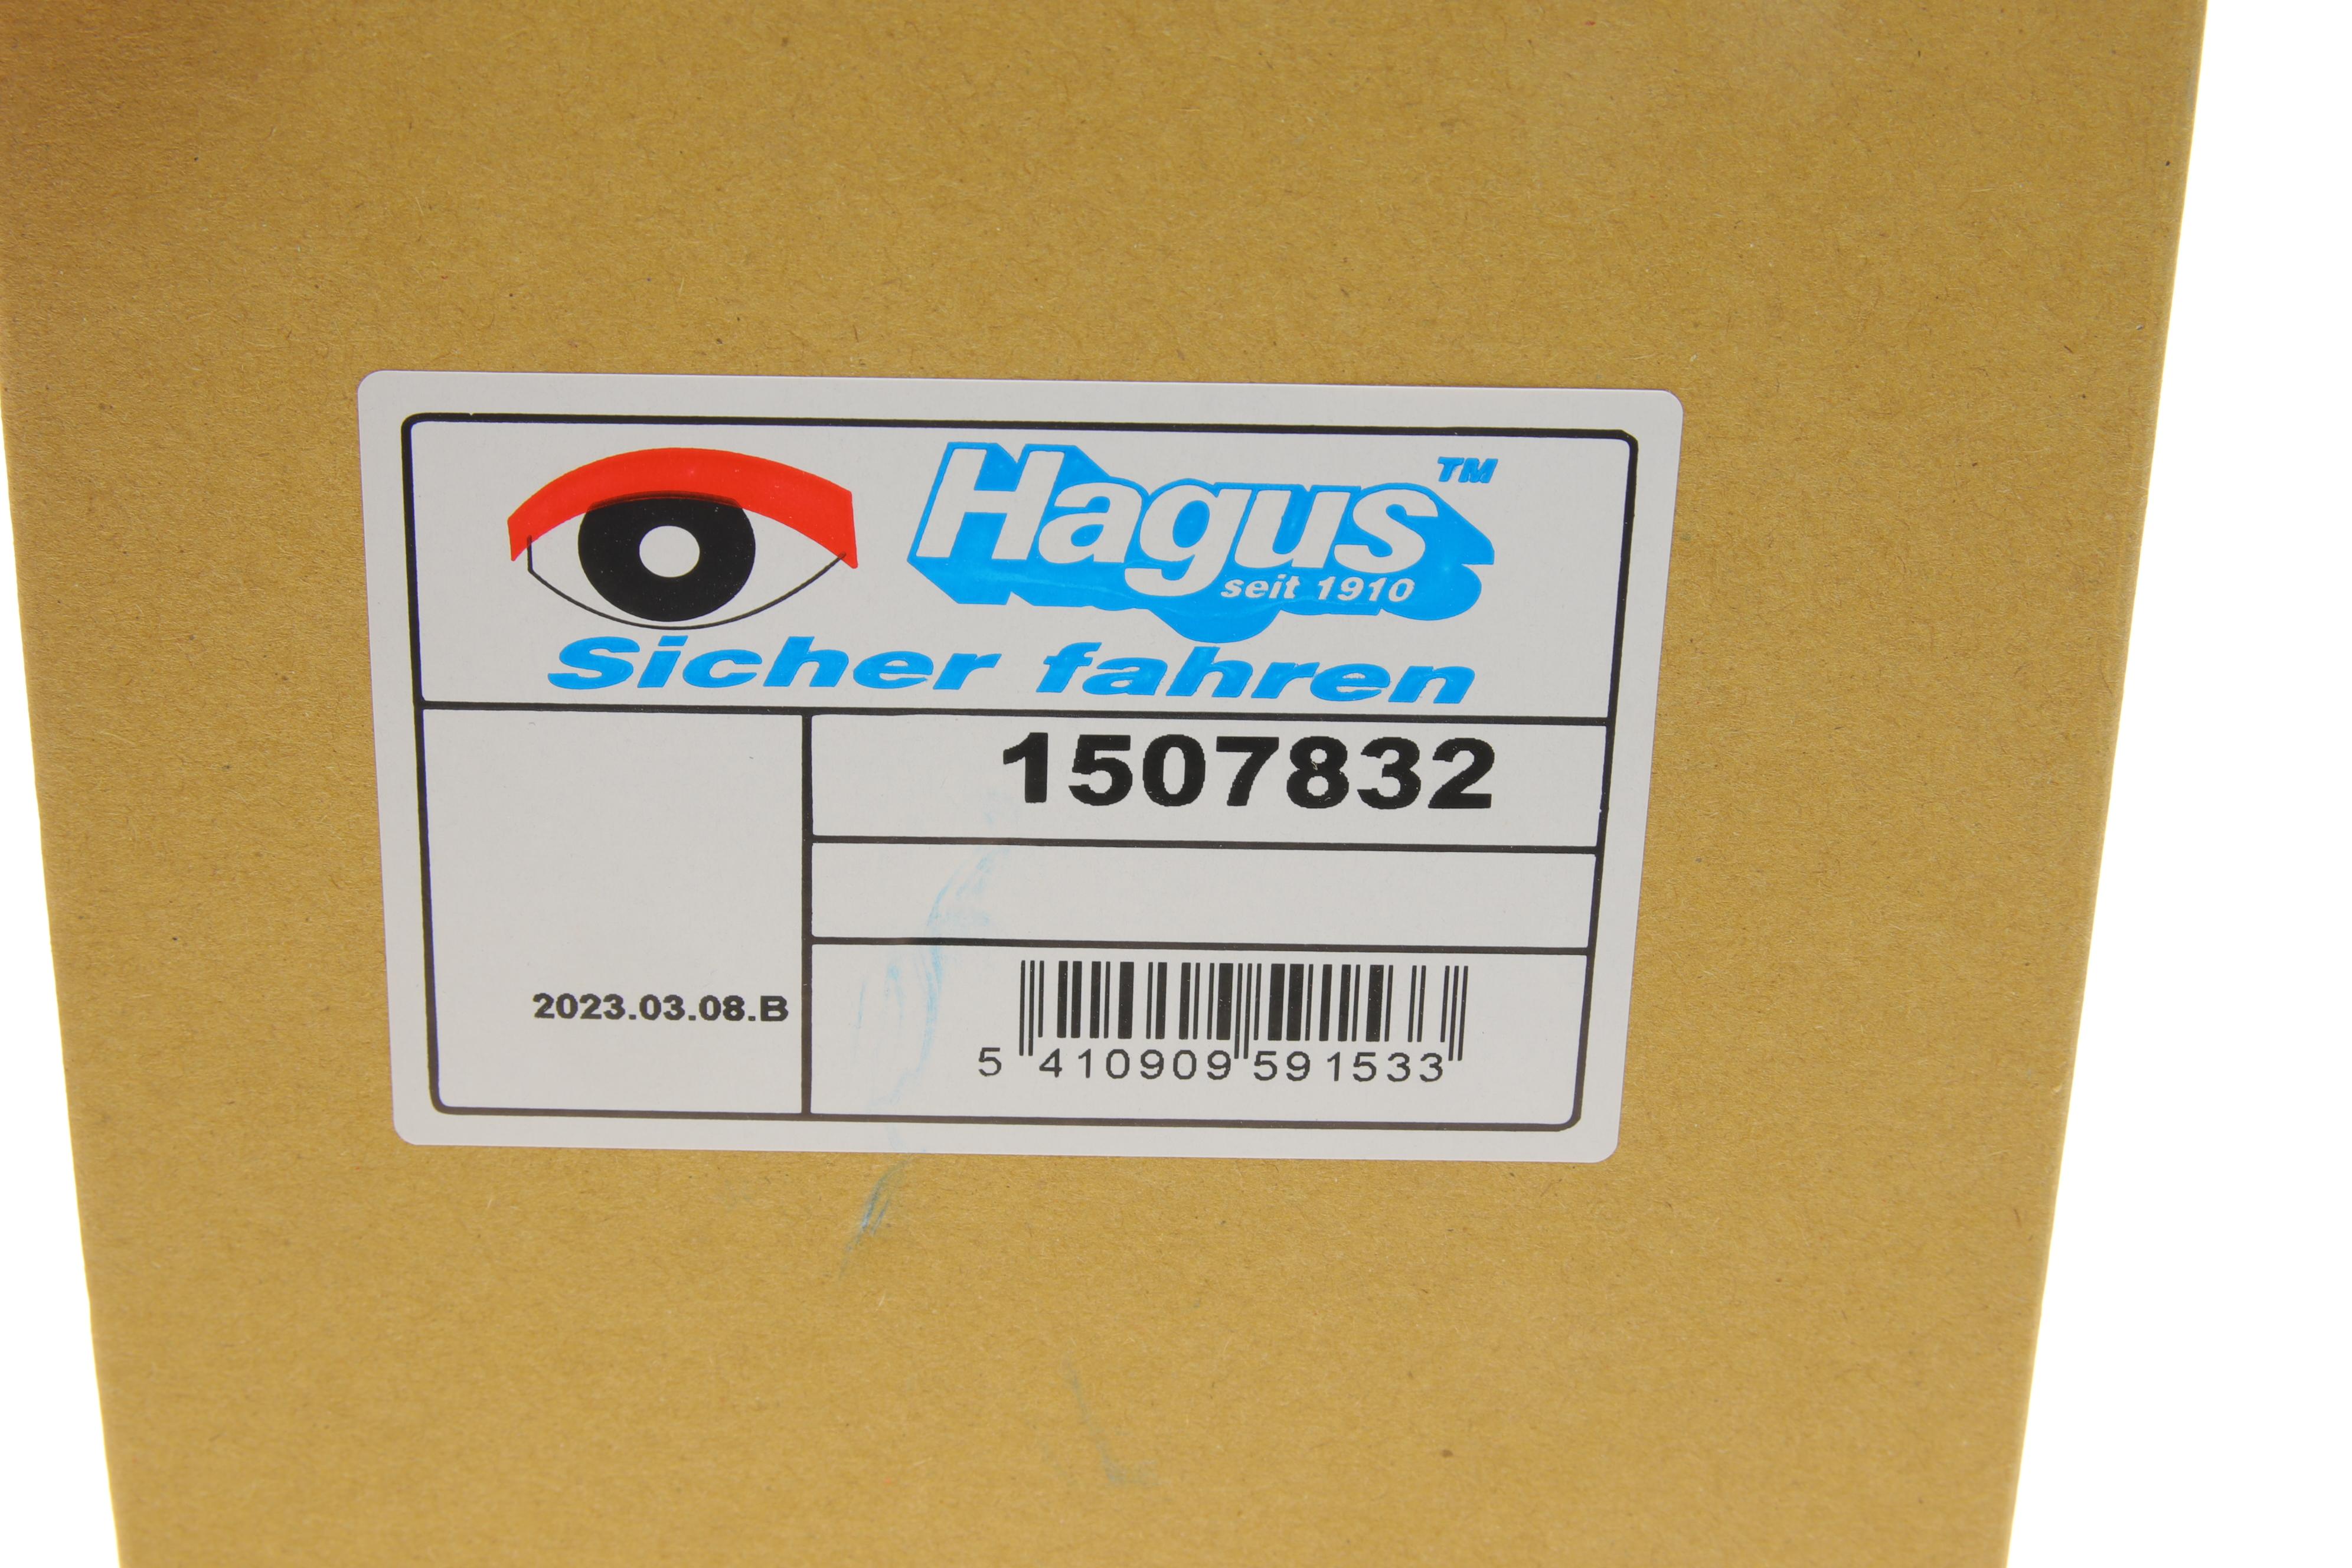 Hagus™
seit 1910
Sicher fahren
1507832
2023.03.08.B
5 410909 591533